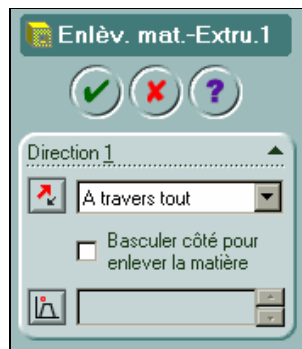 Enlèv. mat.-Extru.1
?
Direction 1
A travers tout
Basculer côté pour
enlever la matière